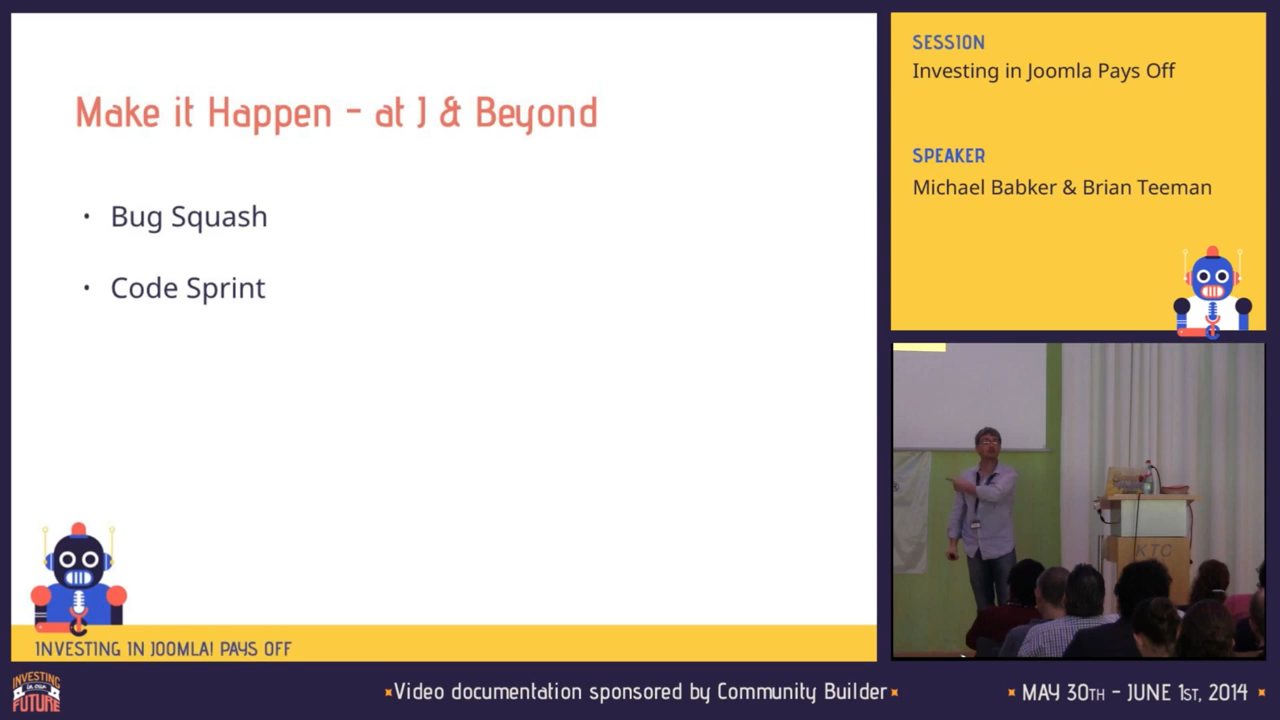 Make it Happen - at J & Beyond
• Bug Squash
• Code Sprint
INVESTING IN JOOMLA! PAYS OFF
SESSION
Investing in Joomla Pays Off
SPEAKER
Michael Babker & Brian Teeman
KTC
INVESTING
FUTURE
Video documentation sponsored by Community Builder
MAY 30TH - JUNE 1ST, 2014